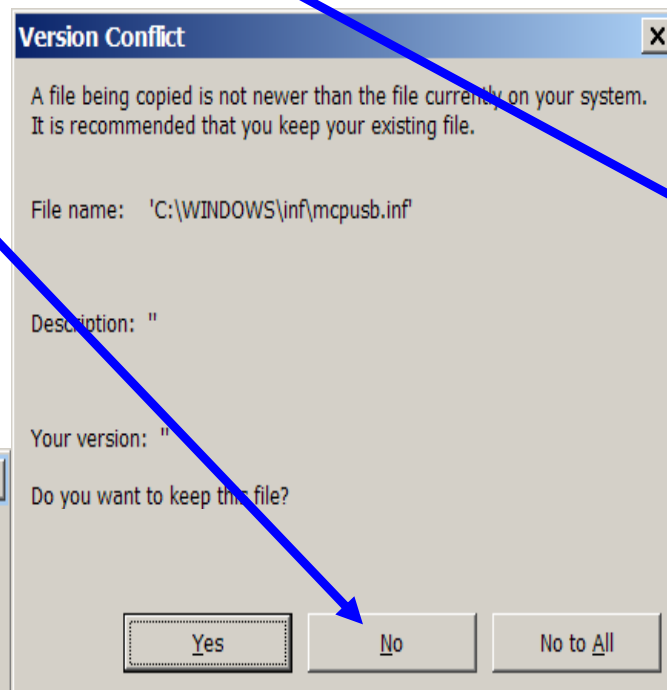 Version Conflict
A file being copied is not newer than the file currently on your system.
It is recommended that you keep your existing file.
File name: 'C:\WINDOWS\inf\mcpusb.inf'
Description: ''
Your version: ''
Do you want to keep this file?
Yes No No to All